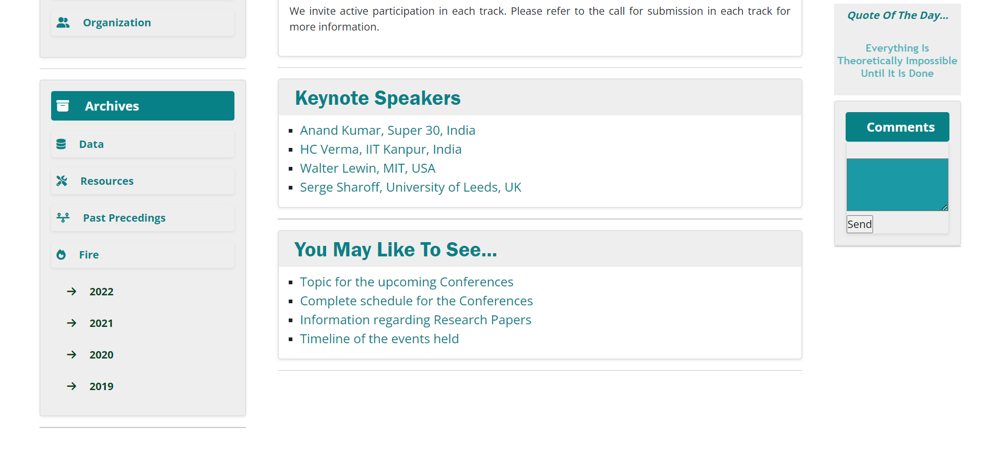 Organization
Archives
Data
Resources
Past Precedings
Fire
2022
2021
2020
2019
We invite active participation in each track. Please refer to the call for submission in each track for
more information.
Keynote Speakers
Anand Kumar, Super 30, India
HC Verma, IIT Kanpur, India
Walter Lewin, MIT, USA
Serge Sharoff, University of Leeds, UK
You May Like To See...
Topic for the upcoming Conferences
Complete schedule for the Conferences
Information regarding Research Papers
Timeline of the events held
Quote Of The Day...
Everything Is
Theoretically Impossible
Until It Is Done
Comments
Send